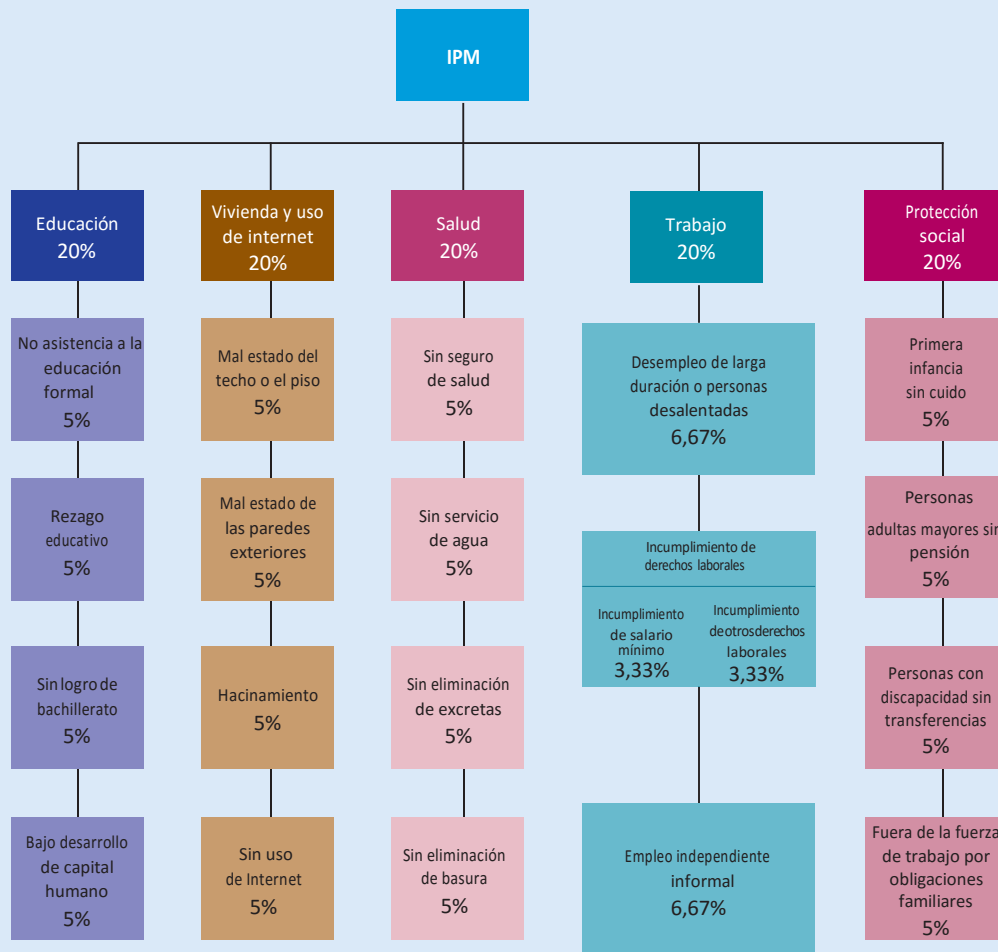 IPM
Educación
20%
No asistencia a la
educación
formal
5%
Rezago
educativo
5%
Sin logro de
bachillerato
5%
Bajo desarrollo
de capital
humano
5%
Vivienda y uso
de internet
20%
Mal estado del
techo o el piso
5%
Mal estado de
las paredes
exteriores
5%
Hacinamiento
5%
Sin uso
de Internet
5%
Salud
20%
Sin seguro
de salud
5%
Sin servicio
de agua
5%
Sin eliminación
de excretas
5%
Sin eliminación
de basura
5%
Trabajo
20%
Desempleo de larga
duración o personas
desalentadas
6,67%
Incumplimiento de
derechos laborales
Incumplimiento
de salario
mínimo
3,33%
Incumplimiento
deotrosderechos
laborales
3,33%
Empleo independiente
informal
6,67%
Protección
social
20%
Primera
infancia
sin cuido
5%
Personas
adultas mayores sin
pensión
5%
Personas con
discapacidad sin
transferencias
5%
Fuera de la fuerza
de trabajo por
obligaciones
familiares
5%